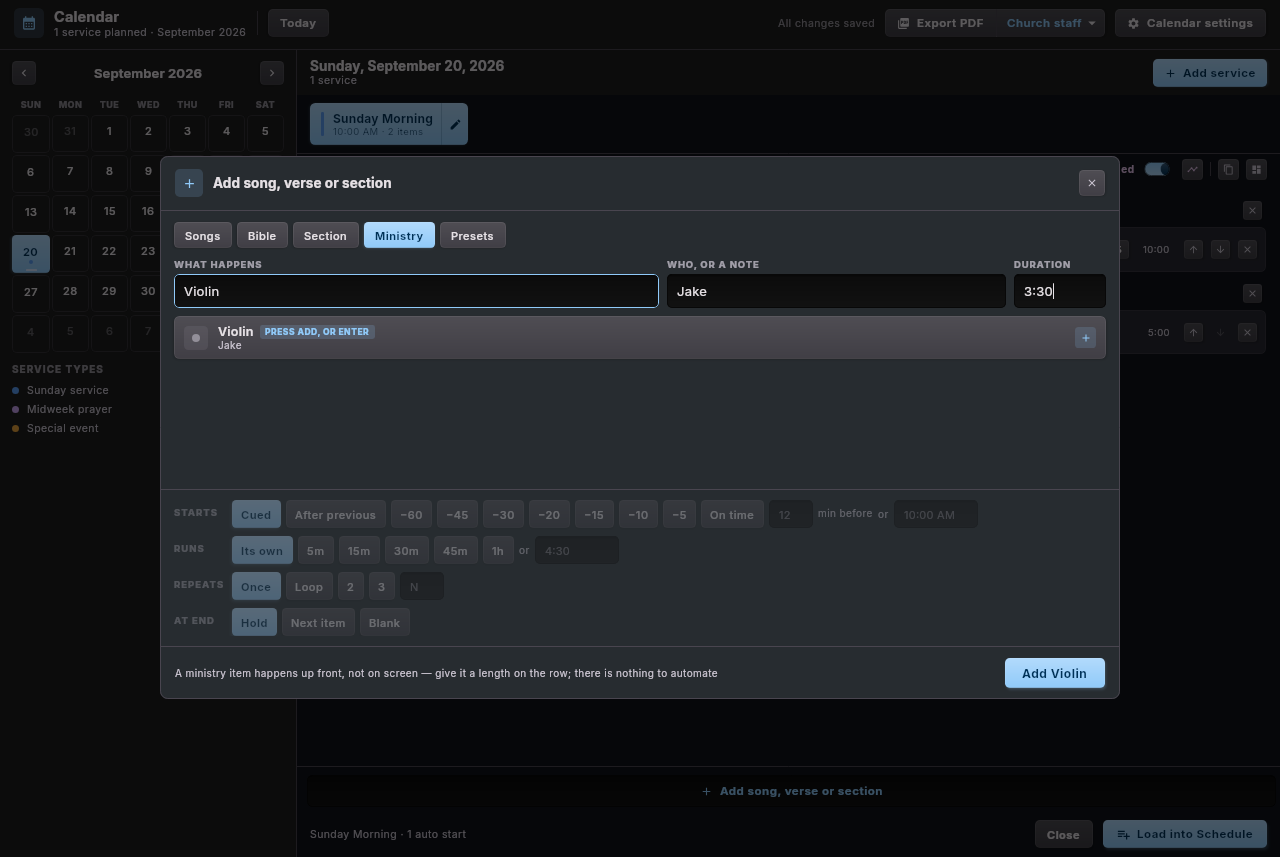 Calendar
1 service planned · September 2026
Today
All changes saved
Export PDF
Church staff
Calendar settings
September 2026
SUN MON TUE WED THU FRI SAT
30 31 1 2 3 4 5
6 7 8 9
13 14 15 16
20 21 22 23
27 28 29 30
4 5 6 7
SERVICE TYPES
Sunday service
Midweek prayer
Special event
Sunday, September 20, 2026
1 service
Add service
Sunday Morning
10:00 AM · 2 items
ed
10:00
5:00
Add song, verse or section
Songs
Bible
Section
Ministry
Presets
WHAT HAPPENS
WHO, OR A NOTE
DURATION
Violin
Jake
3:30
Violin PRESS ADD, OR ENTER
Jake
STARTS Cued After previous −60 −45 −30 −20 −15 −10 −5 On time 12 min before or 10:00 AM
RUNS Its own 5m 15m 30m 45m 1h or 4:30
REPEATS Once Loop 2 3 N
AT END Hold Next item Blank
A ministry item happens up front, not on screen — give it a length on the row; there is nothing to automate
Add Violin
Add song, verse or section
Sunday Morning · 1 auto start
Close
Load into Schedule